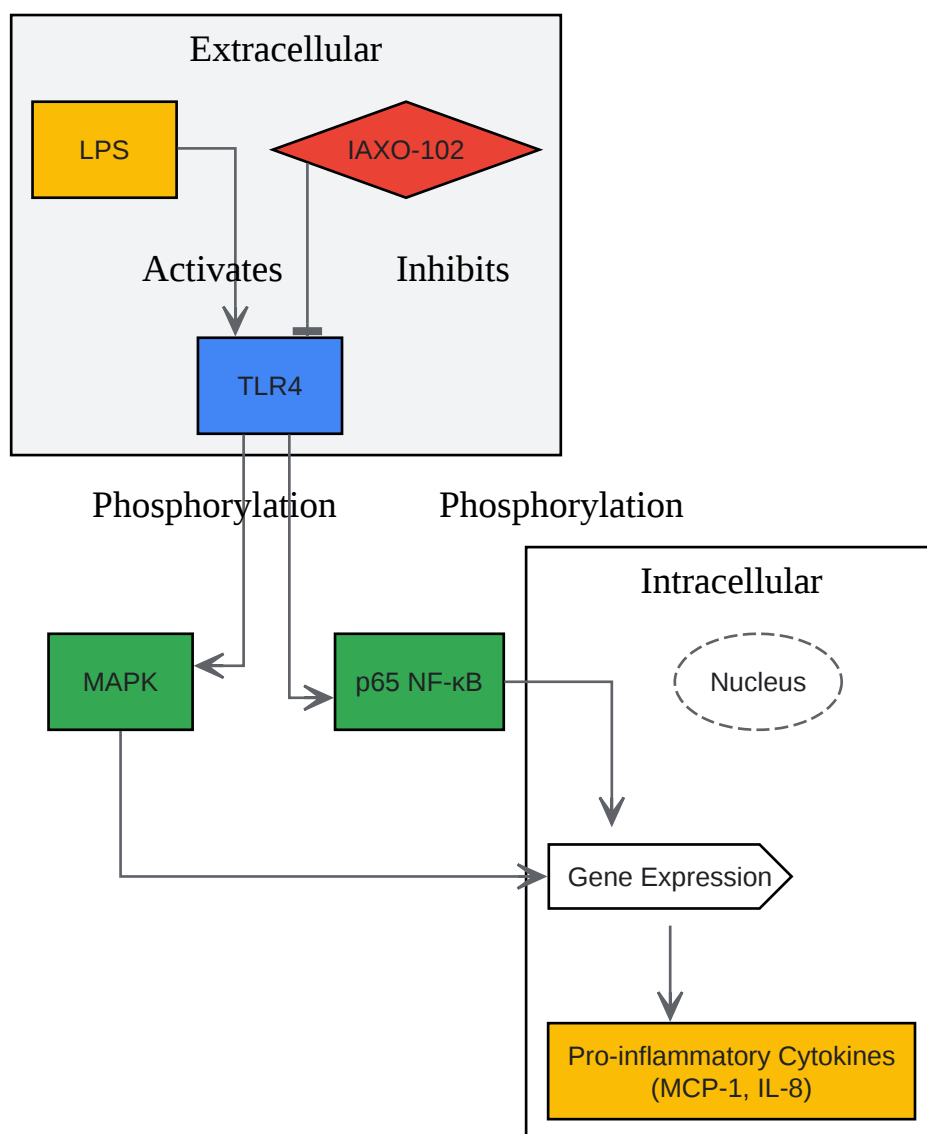 Extracellular
LPS
IAXO-102
Activates
Inhibits
TLR4
Phosphorylation
Phosphorylation
Intracellular
MAPK
p65 NF-κB
Nucleus
Gene Expression
Pro-inflammatory Cytokines
(MCP-1, IL-8)